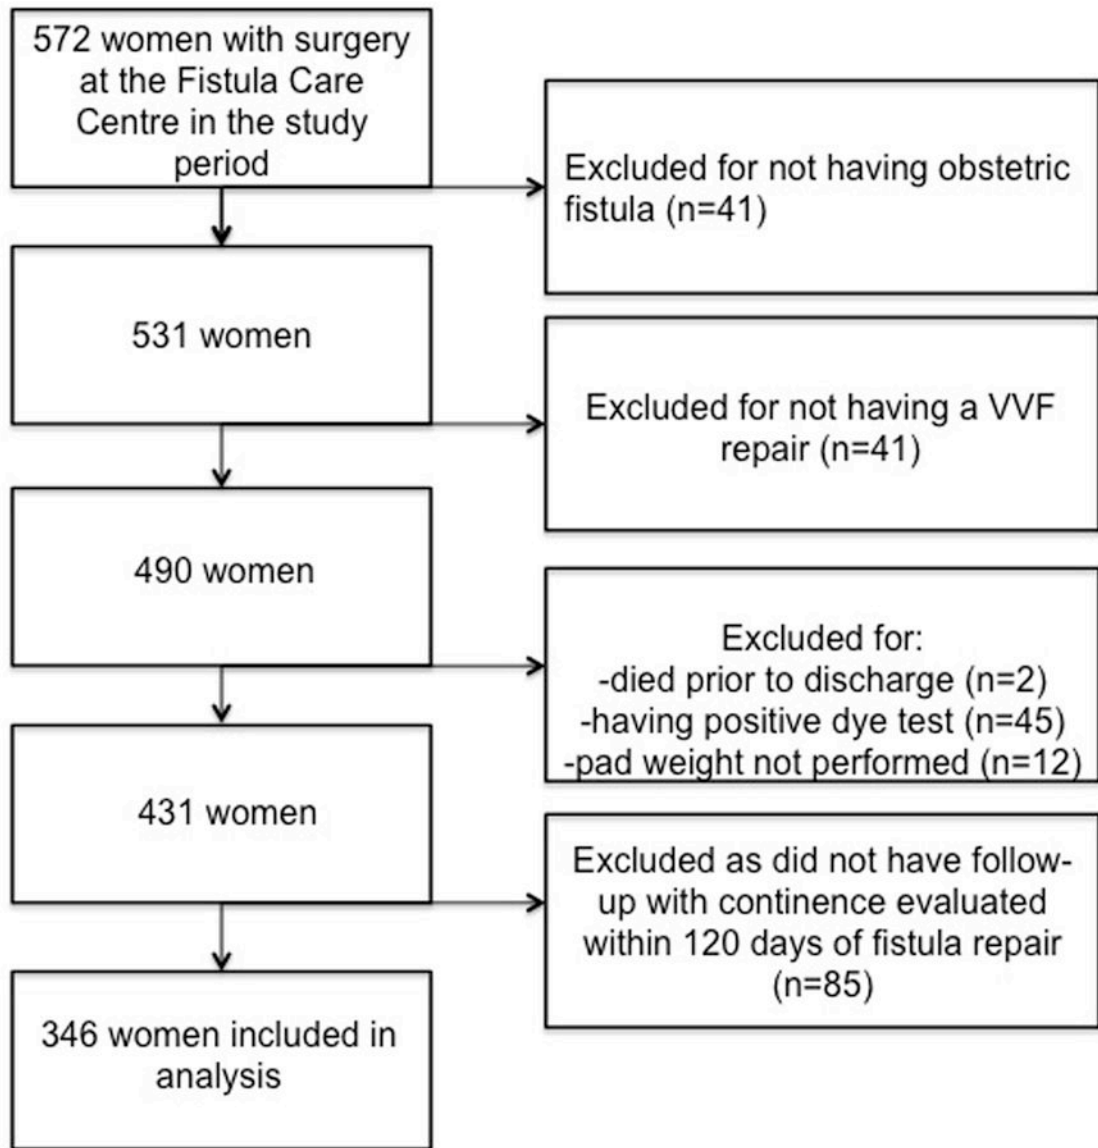 572 women with surgery
at the Fistula Care
Centre in the study
period
Excluded for not having obstetric
fistula (n=41)
531 women
Excluded for not having a VVF
repair (n=41)
490 women
Excluded for:
-died prior to discharge (n=2)
-having positive dye test (n=45)
-pad weight not performed (n=12)
431 women
Excluded as did not have follow-
up with continence evaluated
within 120 days of fistula repair
(n=85)
346 women included in
analysis